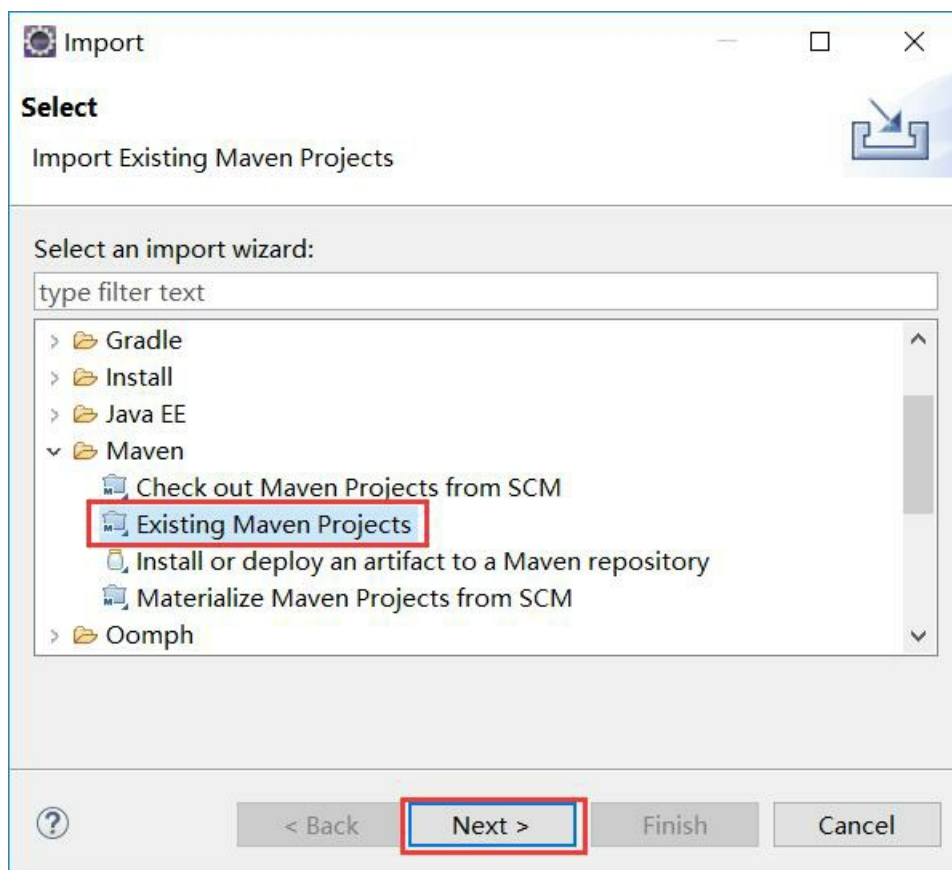 Import
Select
Import Existing Maven Projects
Select an import wizard:
type filter text
Gradle
Install
Java EE
Maven
Check out Maven Projects from SCM
Existing Maven Projects
Install or deploy an artifact to a Maven repository
Materialize Maven Projects from SCM
Oomph
? < Back Next > Finish Cancel